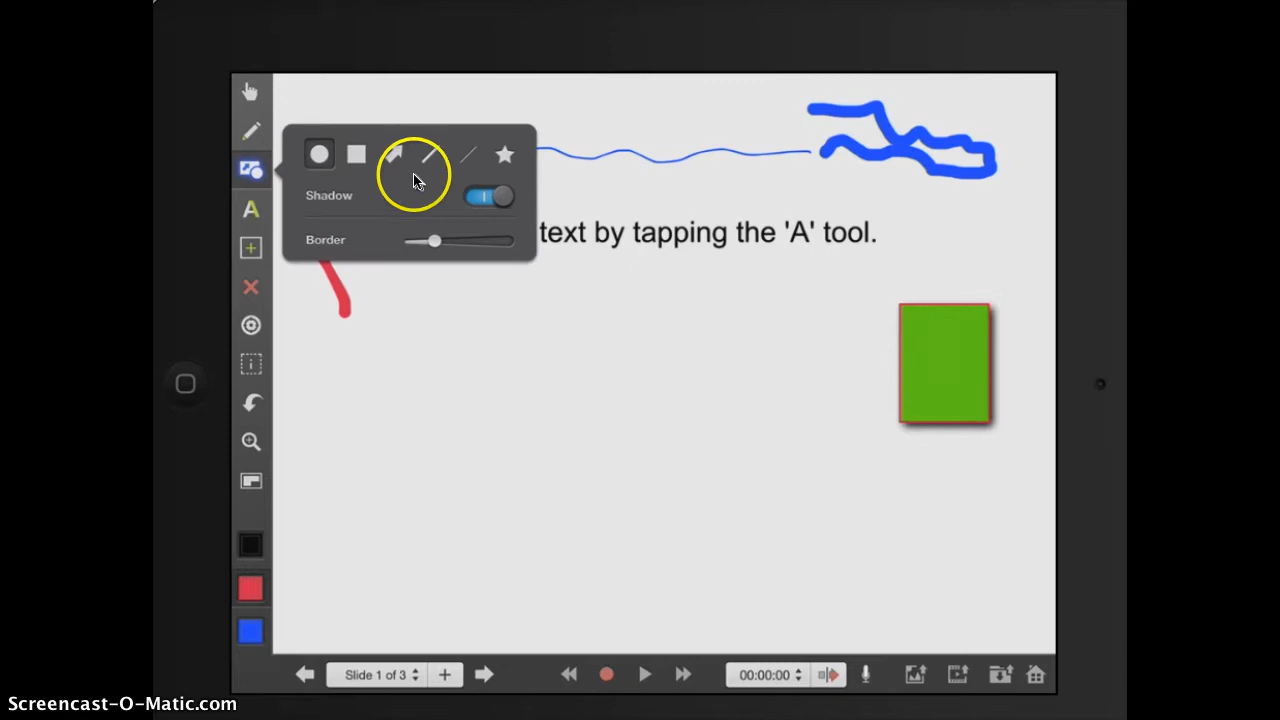 Shadow
Border
text by tapping the 'A' tool.
A
Slide 1 of 3
00:00:00
Screencast-O-Matic.com